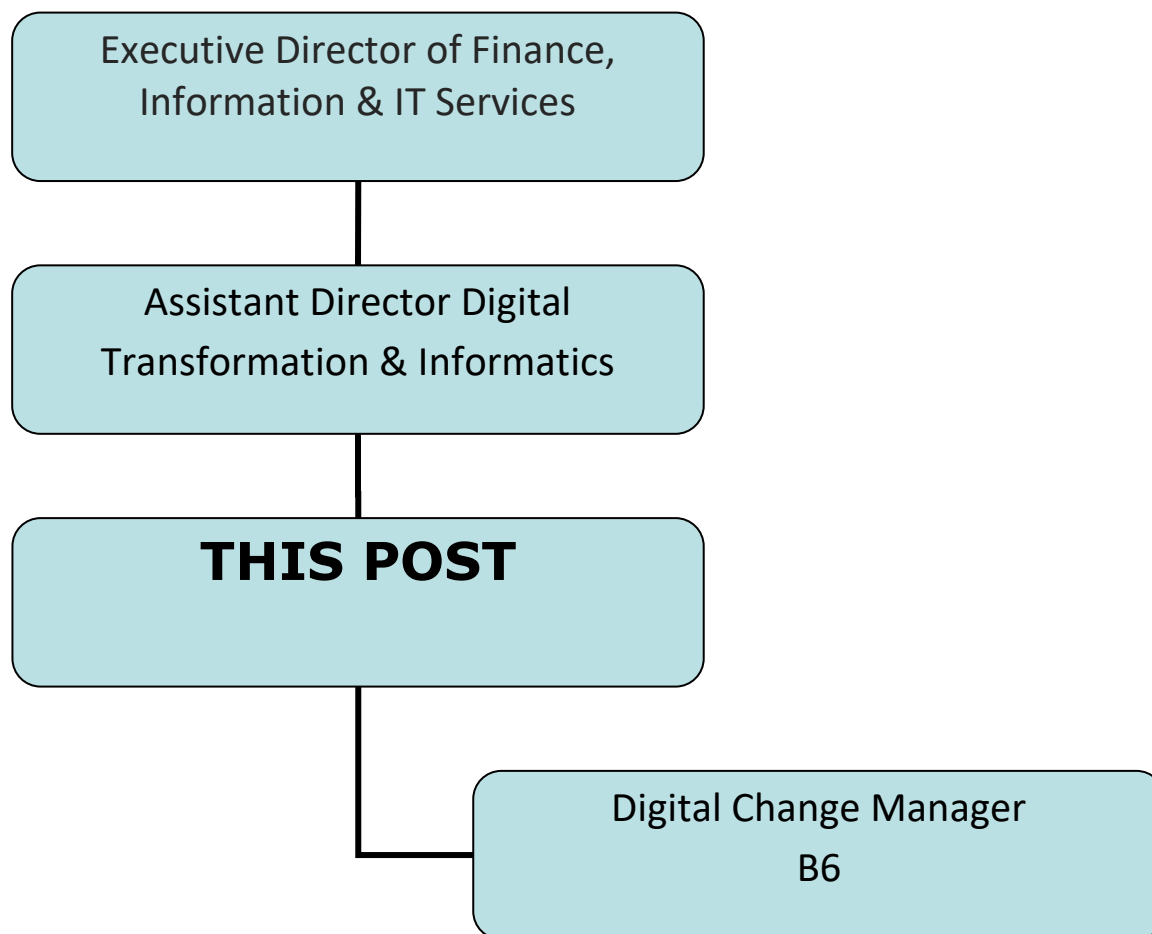 Executive Director of Finance,
Information & IT Services
Assistant Director Digital
Transformation & Informatics
THIS POST
Digital Change Manager
B6